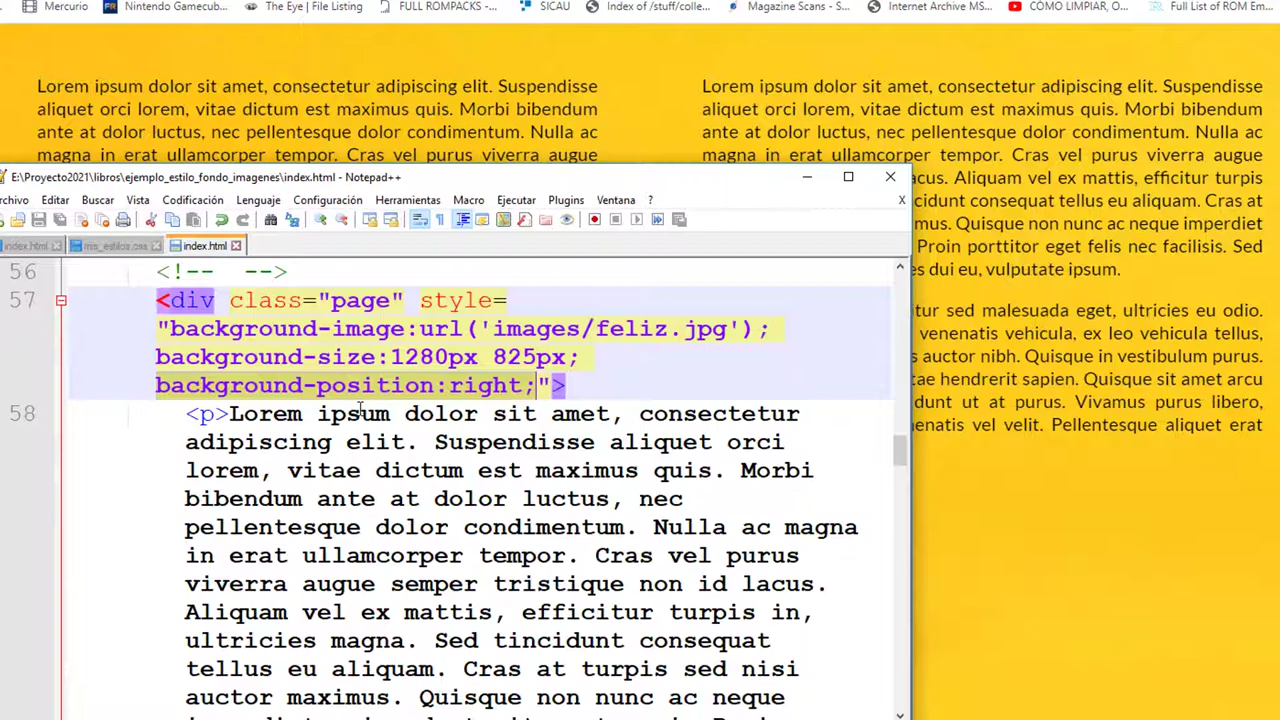 Mercurio Nintendo Gamecub... The Eye | File Listing FULL ROMPACKS -... SICAU Index of /stuff/colle... Magazine Scans - S... Internet Archive MS... CÓMO LIMPIAR, O... Full List of ROM Em...
Lorem ipsum dolor sit amet, consectetur adipiscing elit. Suspendisse
aliquet orci lorem, vitae dictum est maximus quis. Morbi bibendum
ante at dolor luctus, nec pellentesque dolor condimentum. Nulla ac
magna in erat ullamcorper tempor. Cras vel purus viverra augue
Lorem ipsum dolor sit amet, consectetur adipiscing elit. Suspendisse
aliquet orci lorem, vitae dictum est maximus quis. Morbi bibendum
ante at dolor luctus, nec pellentesque dolor condimentum. Nulla ac
magna in erat ullamcorper tempor. Cras vel purus viverra augue
acus. Aliquam vel ex mattis, efficitur turpis
cidunt consequat tellus eu aliquam. Cras at
mus. Quisque non nunc ac neque imperdiet
Proin porttitor eget felis nec facilisis. Sed
es dui eu, vulputate ipsum.
itur sed malesuada eget, ultricies eu odio.
venenatis vehicula, ex leo vehicula tellus,
s auctor nibh. Quisque in vestibulum purus.
tae hendrerit sapien. Quisque sit amet arcu
dunt ut at purus. Vivamus purus libero,
enatis vel velit. Pellentesque aliquet erat
E:\Proyecto2021\libros\ejemplo_estilo_fondo_imagenes\index.html - Notepad++
rchivo Editar Buscar Vista Codificación Lenguaje Configuración Herramientas Macro Ejecutar Plugins Ventana ? X
index.html mis_estilos.css index.html
56 <!-- -->
57 <div class="page" style=
"background-image:url('images/feliz.jpg');
background-size:1280px 825px;
background-position:right;">
58 <p>Lorem ipsum dolor sit amet, consectetur
adipiscing elit. Suspendisse aliquet orci
lorem, vitae dictum est maximus quis. Morbi
bibendum ante at dolor luctus, nec
pellentesque dolor condimentum. Nulla ac magna
in erat ullamcorper tempor. Cras vel purus
viverra augue semper tristique non id lacus.
Aliquam vel ex mattis, efficitur turpis in,
ultricies magna. Sed tincidunt consequat
tellus eu aliquam. Cras at turpis sed nisi
auctor maximus. Quisque non nunc ac neque